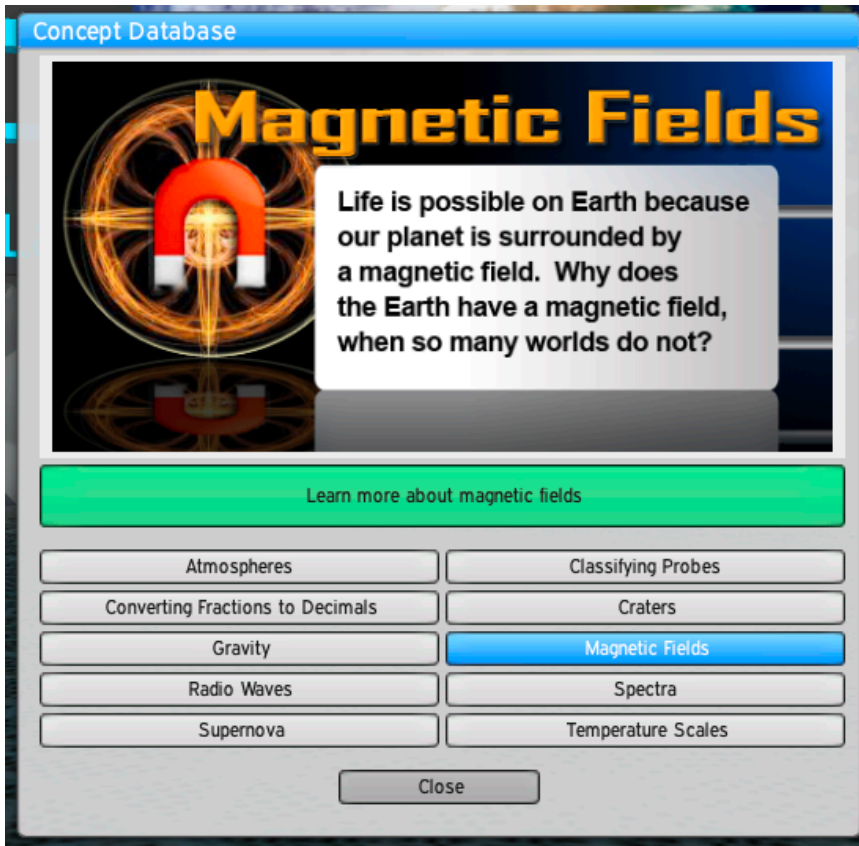 Concept Database
Magnetic Fields
Life is possible on Earth because
our planet is surrounded by
a magnetic field. Why does
the Earth have a magnetic field,
when so many worlds do not?
Learn more about magnetic fields
Atmospheres
Classifying Probes
Converting Fractions to Decimals
Craters
Gravity
Magnetic Fields
Radio Waves
Spectra
Supernova
Temperature Scales
Close